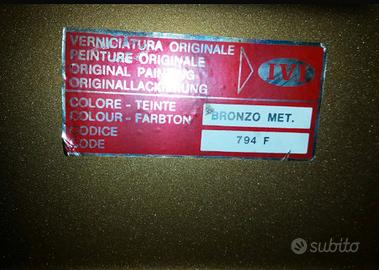 VERNICIATURA ORIGINALE
PEINTURE ORIGINALE
ORIGINAL PAINTING
ORIGINALLACKIERUNG
IVI
COLORE - TEINTE
COLOUR - FARBTON
BRONZO MET.
CODICE
CODE
794 F
subito